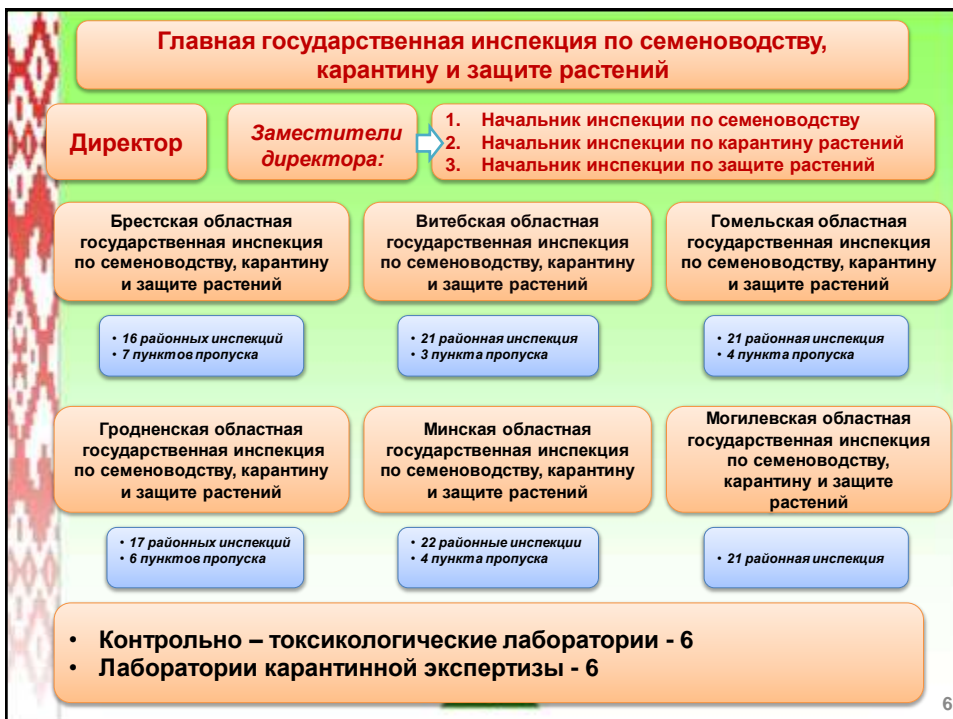 Главная государственная инспекция по семеноводству,
карантину и защите растений
Директор
Заместители
директора:
1. Начальник инспекции по семеноводству
2. Начальник инспекции по карантину растений
3. Начальник инспекции по защите растений
Брестская областная
государственная инспекция
по семеноводству, карантину
и защите растений
Витебская областная
государственная инспекция
по семеноводству, карантину
и защите растений
Гомельская областная
государственная инспекция
по семеноводству, карантину
и защите растений
• 16 районных инспекций
• 7 пунктов пропуска
• 21 районная инспекция
• 3 пункта пропуска
• 21 районная инспекция
• 4 пункта пропуска
Гродненская областная
государственная инспекция
по семеноводству, карантину
и защите растений
Минская областная
государственная инспекция
по семеноводству, карантину
и защите растений
Могилевская областная
государственная инспекция
по семеноводству,
карантину и защите
растений
• 17 районных инспекций
• 6 пунктов пропуска
• 22 районные инспекции
• 4 пункта пропуска
• 21 районная инспекция
• Контрольно – токсикологические лаборатории - 6
• Лаборатории карантинной экспертизы - 6
6